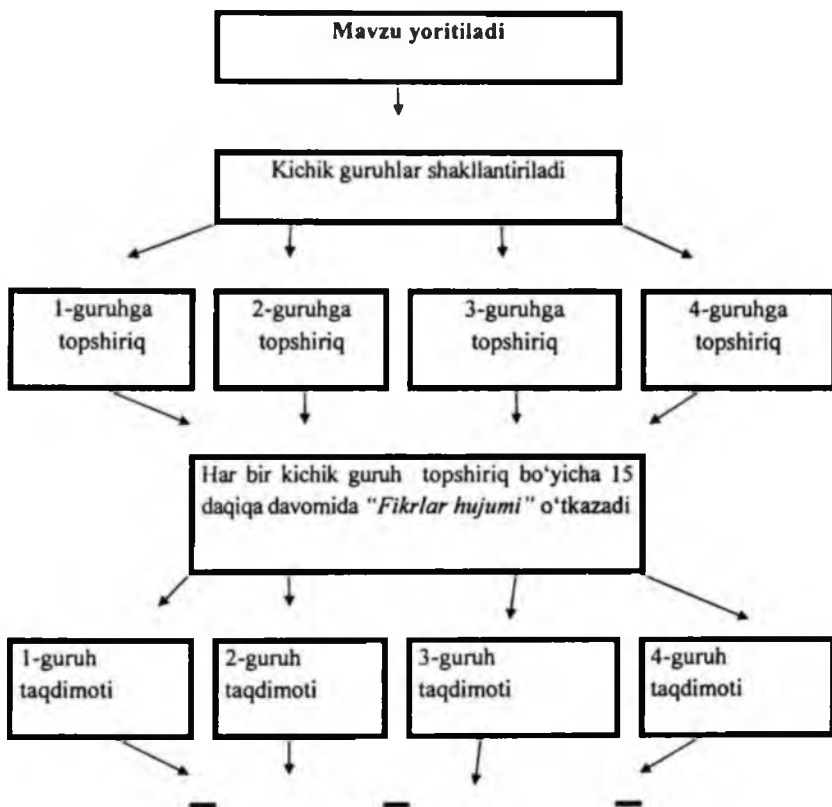 Mavzu yoritiladi
Kichik guruhlar shakllantiriladi
1-guruhga
topshiriq
2-guruhga
topshiriq
3-guruhga
topshiriq
4-guruhga
topshiriq
Har bir kichik guruh topshiriq bo‘yicha 15
daqiqa davomida “Fikrlar hujumi” o‘tkazadi
1-guruh
taqdimoti
2-guruh
taqdimoti
3-guruh
taqdimoti
4-guruh
taqdimoti